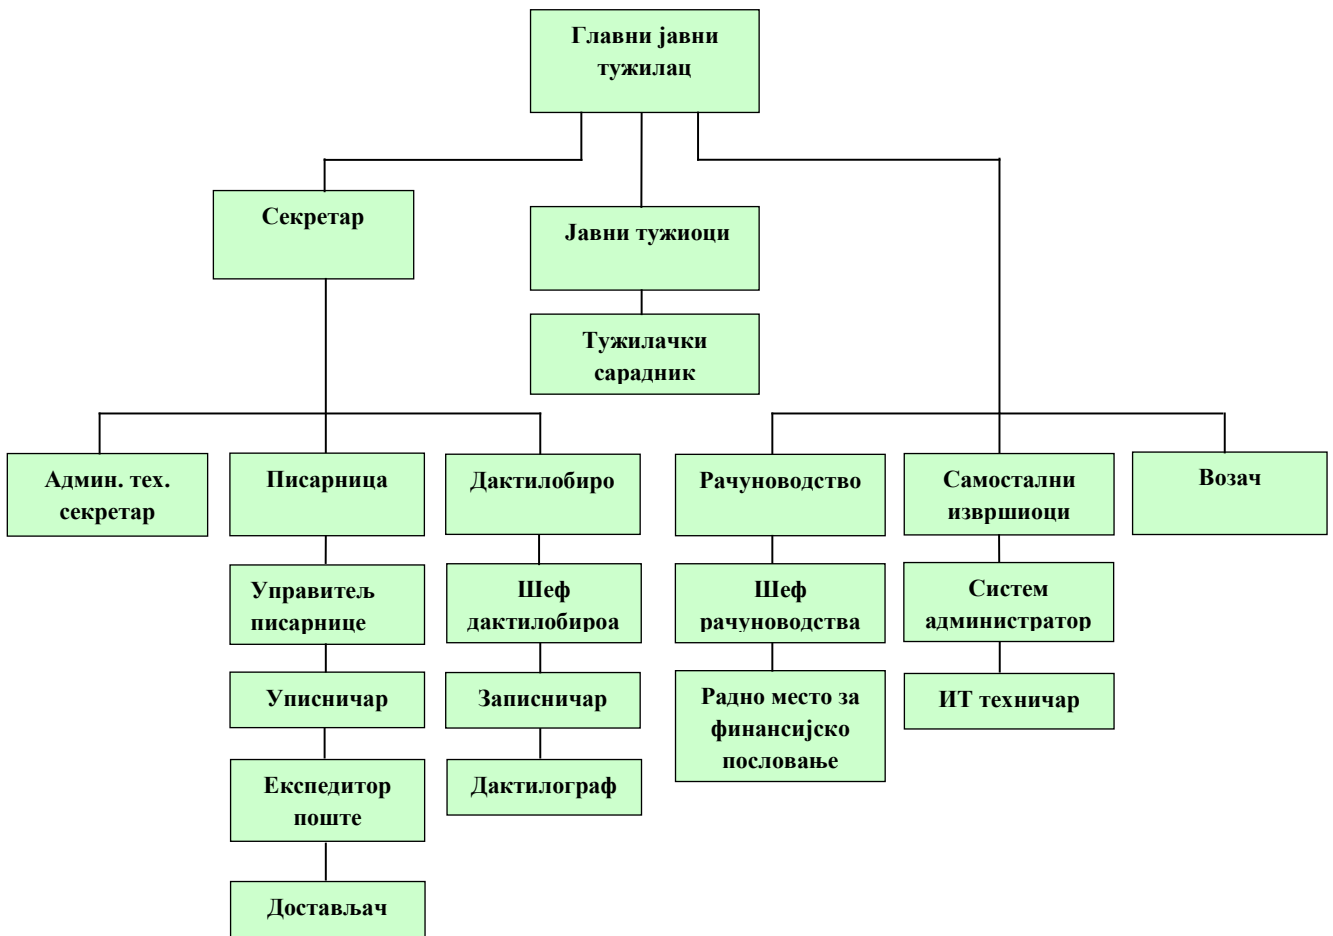 Главни јавни
тужилац
Секретар
Јавни тужиоци
Тужилачки
сарадник
Админ. тех.
секретар
Писарница
Дактилобиро
Рачуноводство
Самостални
извршиоци
Возач
Управитељ
писарнице
Шеф
дактилобироа
Шеф
рачуноводства
Систем
администратор
Уписничар
Записничар
Радно место за
финансијско
пословање
ИТ техничар
Експедитор
поште
Дактилограф
Достављач